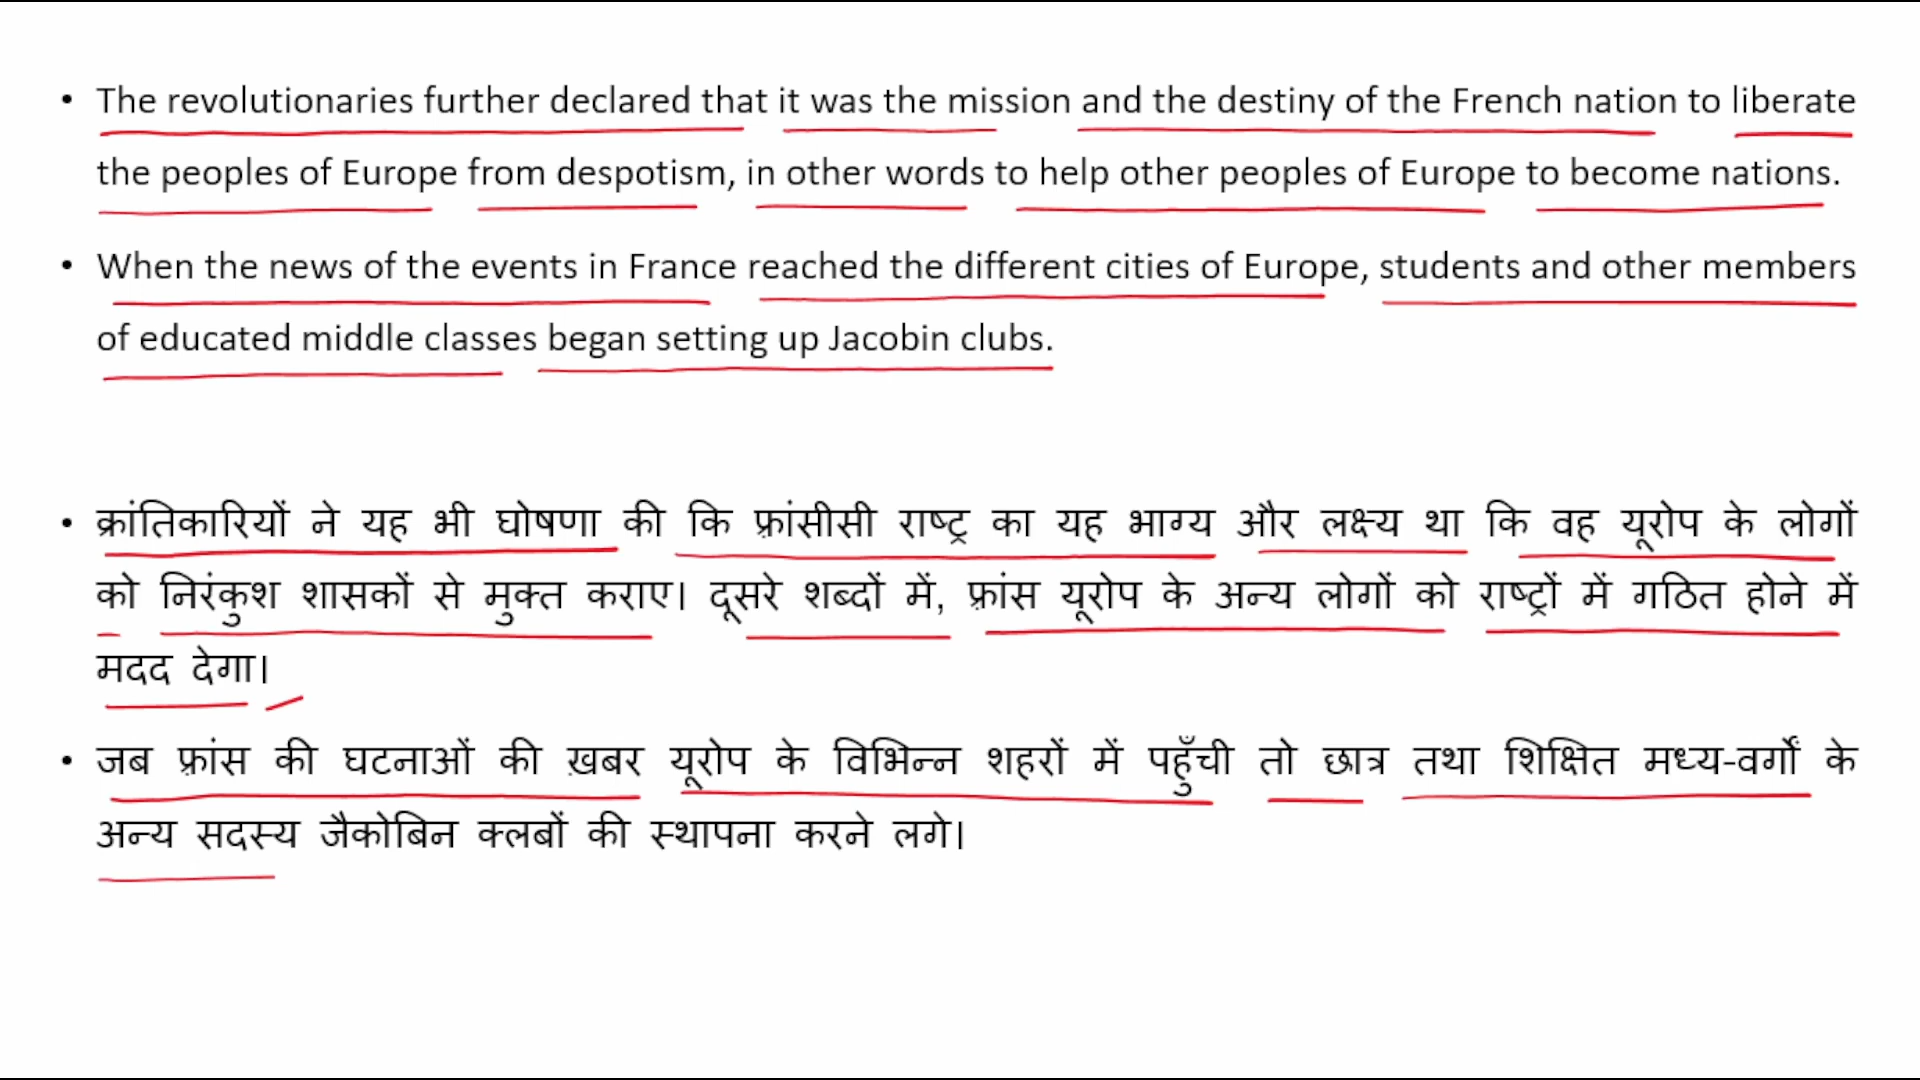 • The revolutionaries further declared that it was the mission and the destiny of the French nation to liberate
the peoples of Europe from despotism, in other words to help other peoples of Europe to become nations.
• When the news of the events in France reached the different cities of Europe, students and other members
of educated middle classes began setting up Jacobin clubs.
• क्रांतिकारियों ने यह भी घोषणा की कि फ़्रांसीसी राष्ट्र का यह भाग्य और लक्ष्य था कि वह यूरोप के लोगों
को निरंकुश शासकों से मुक्त कराए। दूसरे शब्दों में, फ़्रांस यूरोप के अन्य लोगों को राष्ट्रों में गठित होने में
मदद देगा।
• जब फ़्रांस की घटनाओं की ख़बर यूरोप के विभिन्न शहरों में पहुँची तो छात्र तथा शिक्षित मध्य-वर्गों के
अन्य सदस्य जैकोबिन क्लबों की स्थापना करने लगे।